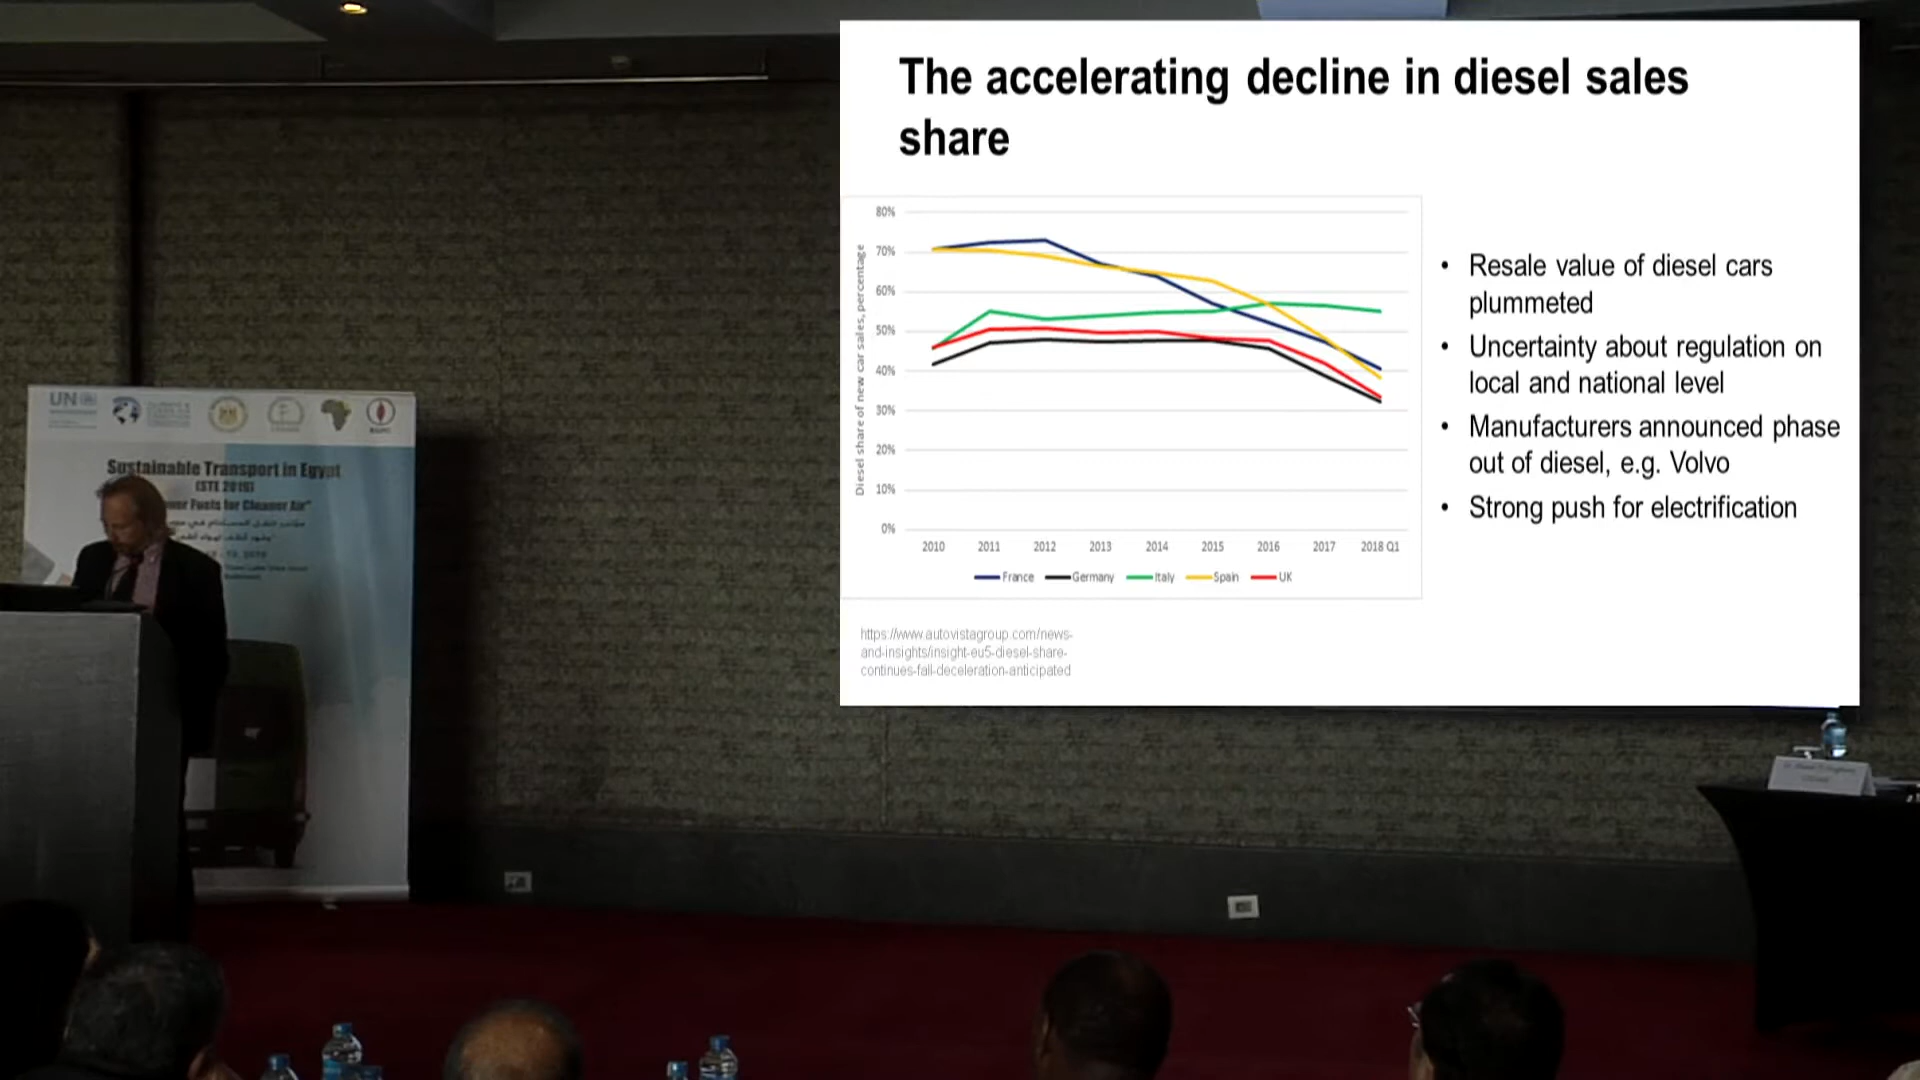 The accelerating decline in diesel sales
share
Diesel share of new car sales, percentage
80%
70%
60%
50%
40%
30%
20%
10%
0%
2010 2011 2012 2013 2014 2015 2016 2017 2018 Q1
France Germany Italy Spain UK
• Resale value of diesel cars
plummeted
• Uncertainty about regulation on
local and national level
• Manufacturers announced phase
out of diesel, e.g. Volvo
• Strong push for electrification
https://www.autovistagroup.com/news-
and-insights/insight-eu5-diesel-share-
continues-fall-deceleration-anticipated
UN
Sustainable Transport in Egypt
Fuels for Cleaner Air"